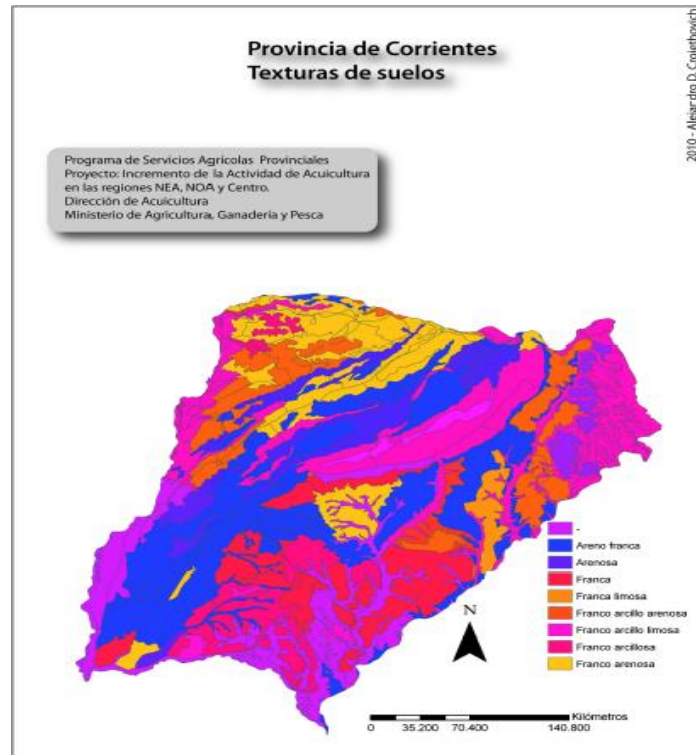 Provincia de Corrientes
Texturas de suelos
2010 - Alejandro D. Crojethovich
Programa de Servicios Agrícolas Provinciales
Proyecto: Incremento de la Actividad de Acuicultura
en las regiones NEA, NOA y Centro.
Dirección de Acuicultura
Ministerio de Agricultura, Ganadería y Pesca
-
Areno franca
Arenosa
Franca
Franca limosa
Franco arcillo arenosa
Franco arcillo limosa
Franco arcillosa
Franco arenosa
N
Kilómetros
0 35.200 70.400 140.800